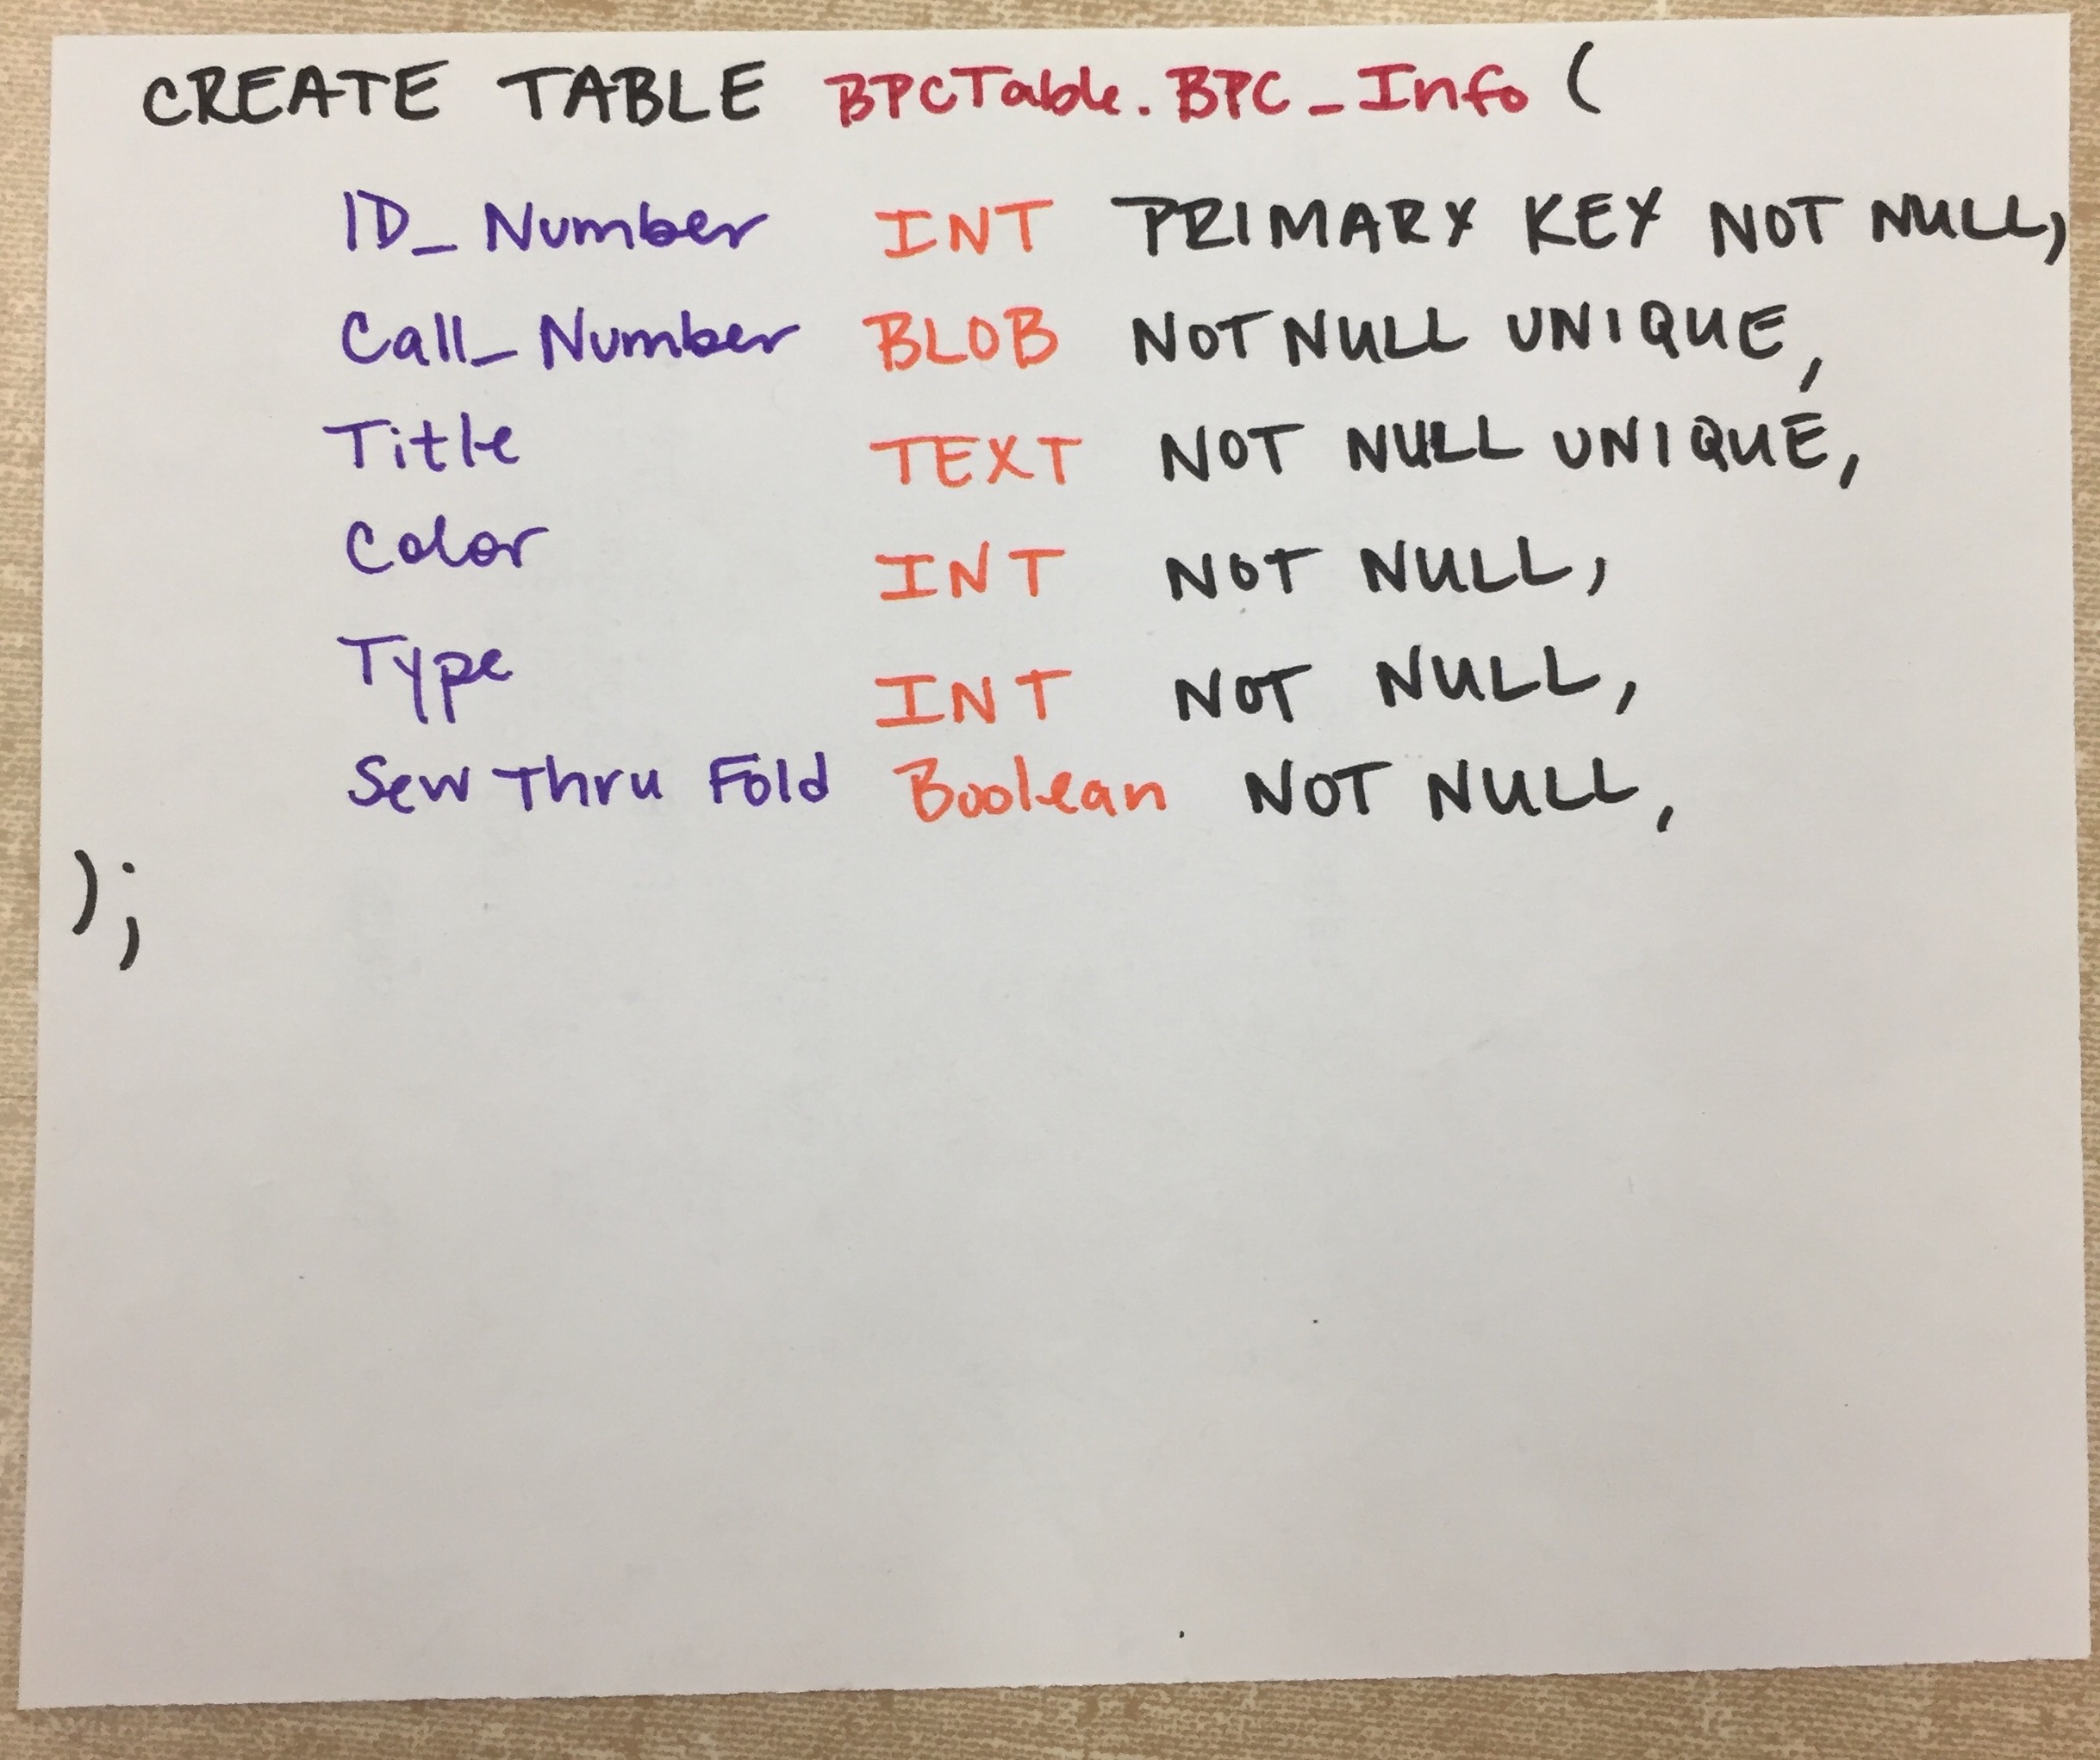 CREATE TABLE BPCTable.BPC_Info (
ID_Number INT PRIMARY KEY NOT NULL,
Call_Number BLOB NOT NULL UNIQUE,
Title TEXT NOT NULL UNIQUE,
Color INT NOT NULL,
Type INT NOT NULL,
Sew Thru Fold Boolean NOT NULL,
);